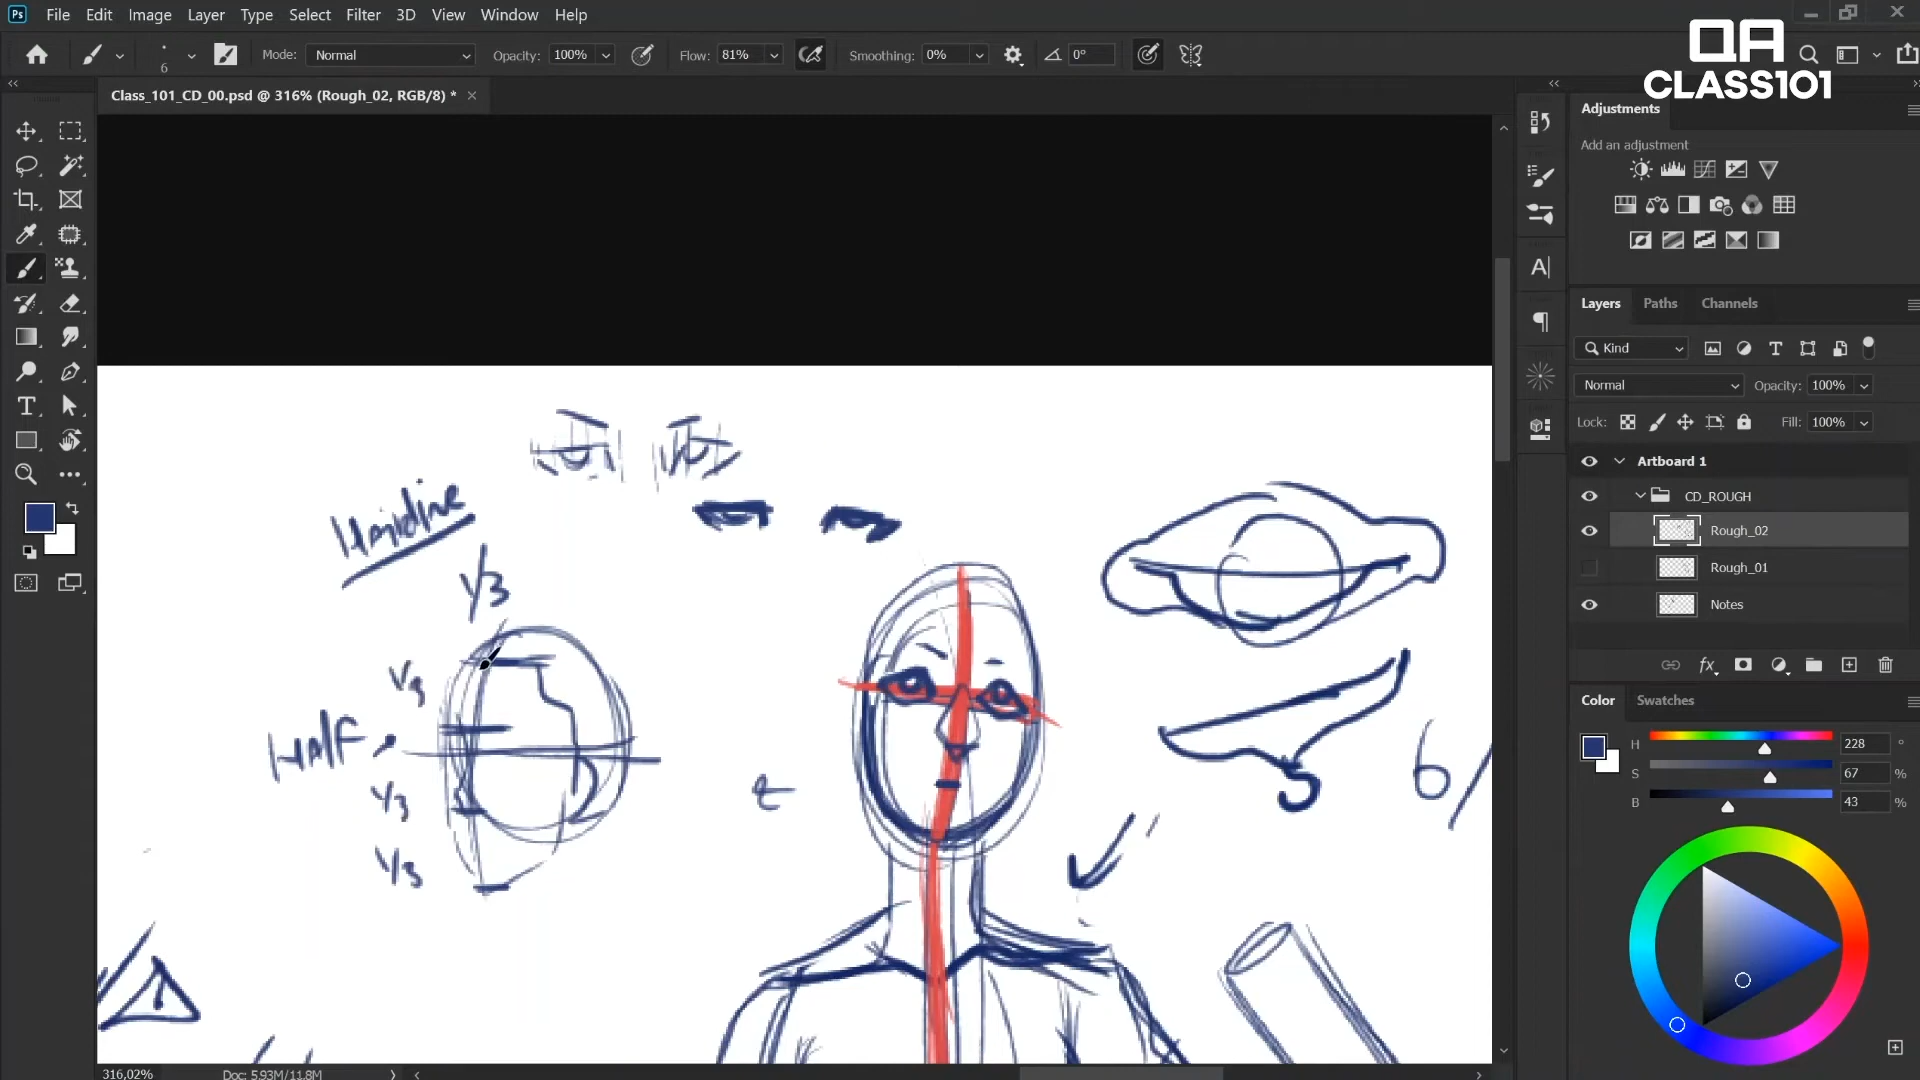 Ps File Edit Image Layer Type Select Filter 3D View Window Help
6 Mode: Normal Opacity: 100% Flow: 81% Smoothing: 0% 0°
CLASS101
Class_101_CD_00.psd @ 316% (Rough_02, RGB/8) * ×
Adjustments
Add an adjustment
Layers Paths Channels
Kind
Normal Opacity: 100%
Lock: Fill: 100%
Artboard 1
CD_ROUGH
Rough_02
Rough_01
Notes
Color Swatches
H 228 °
S 67 %
B 43 %
Hairline
1/3
1/3
Half
1/3
1/3
6/
316,02% Doc: 5.93M/11.8M